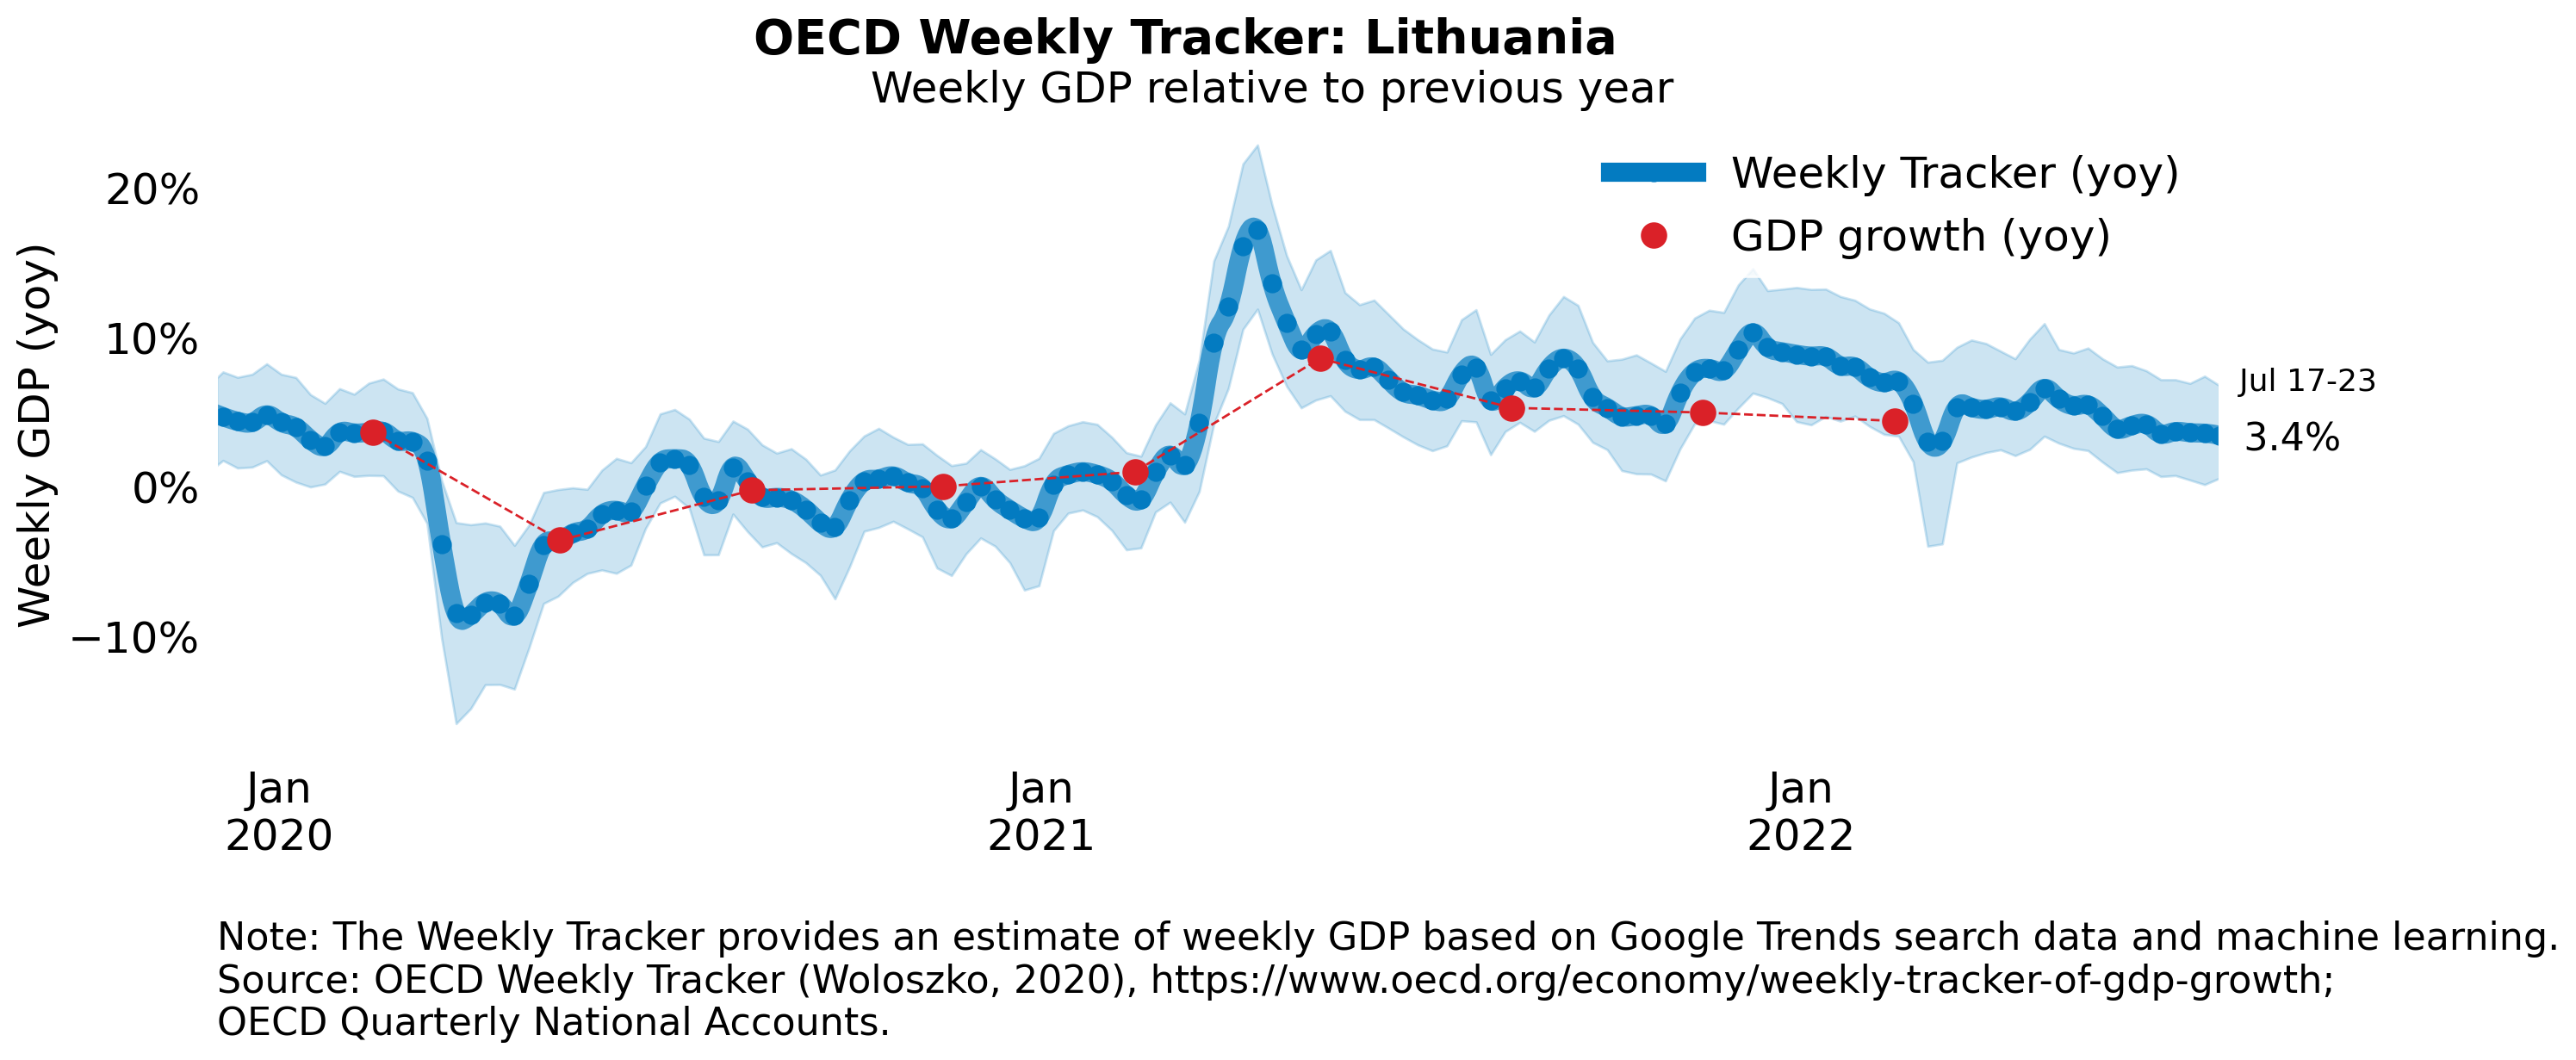 OECD Weekly Tracker: Lithuania
Weekly GDP relative to previous year
Weekly Tracker (yoy)
GDP growth (yoy)
Weekly GDP (yoy)
20%
10%
0%
−10%
Jul 17-23
3.4%
Jan
2020
Jan
2021
Jan
2022
Note: The Weekly Tracker provides an estimate of weekly GDP based on Google Trends search data and machine learning.
Source: OECD Weekly Tracker (Woloszko, 2020), https://www.oecd.org/economy/weekly-tracker-of-gdp-growth;
OECD Quarterly National Accounts.